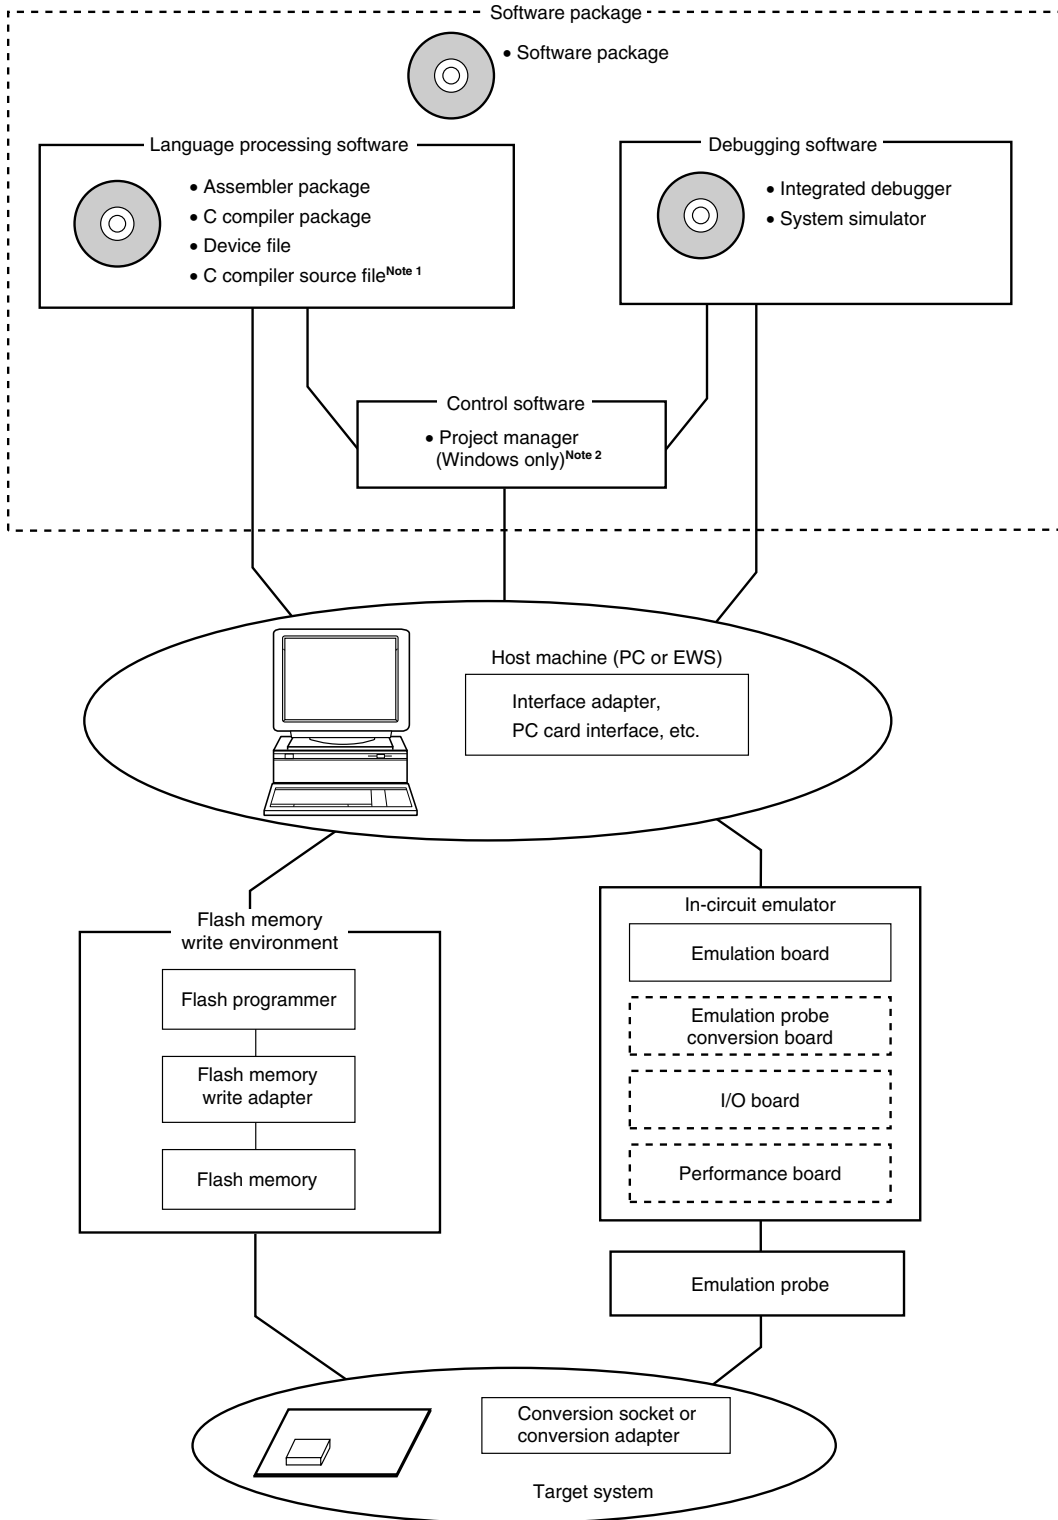 Software package
• Software package
Language processing software
• Assembler package
• C compiler package
• Device file
• C compiler source fileNote 1
Debugging software
• Integrated debugger
• System simulator
Control software
• Project manager
(Windows only)Note 2
Host machine (PC or EWS)
Interface adapter,
PC card interface, etc.
Flash memory
write environment
Flash programmer
Flash memory
write adapter
Flash memory
In-circuit emulator
Emulation board
Emulation probe
conversion board
I/O board
Performance board
Emulation probe
Conversion socket or
conversion adapter
Target system